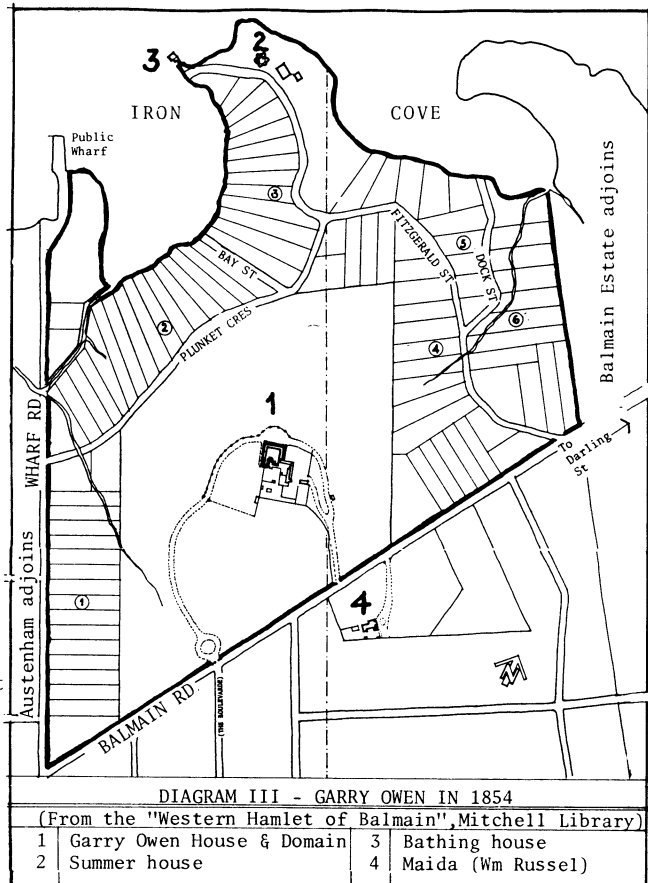 3
2
IRON
COVE
Public
Wharf
3
Balmain Estate adjoins
FITZGERALD ST
5
DOCK ST
BAY ST
6
2
PLUNKET CRES
4
1
WHARF RD
To
Darling
St
Austenham adjoins
1
4
(THE BOULEVARDE)
BALMAIN RD
DIAGRAM III - GARRY OWEN IN 1854
(From the "Western Hamlet of Balmain", Mitchell Library)
1 Garry Owen House & Domain
2 Summer house
3 Bathing house
4 Maida (Wm Russel)